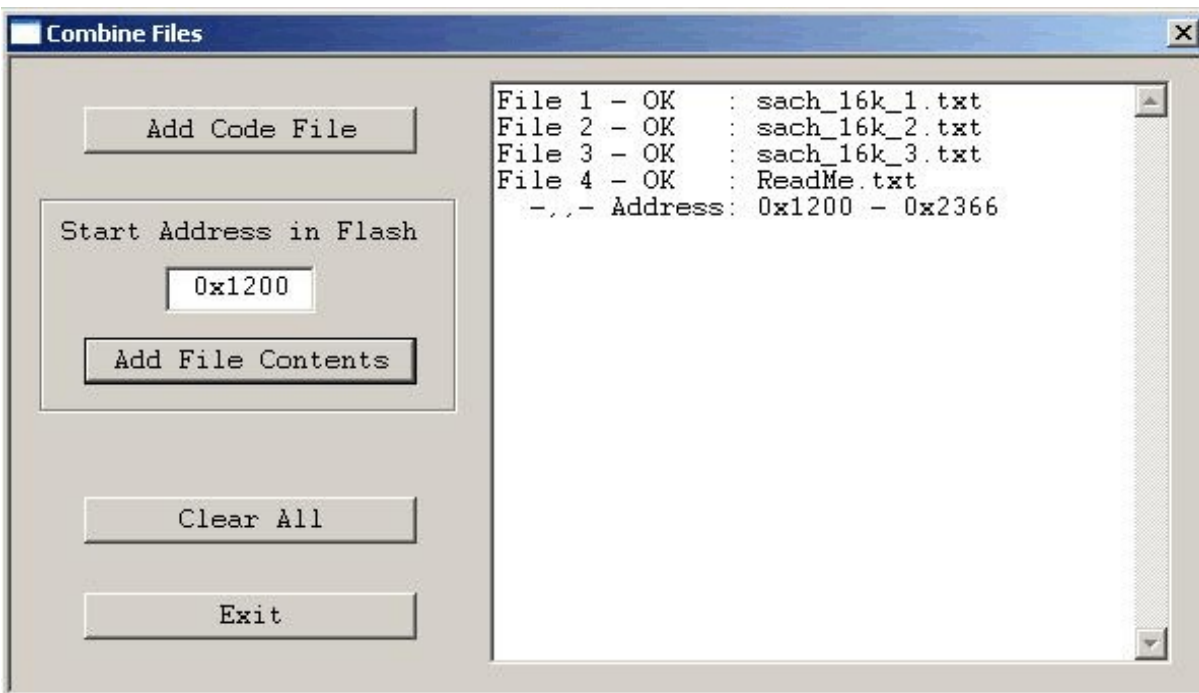 Combine Files
Add Code File
Start Address in Flash
0x1200
Add File Contents
Clear All
Exit
File 1 – OK : sach_16k_1.txt
File 2 – OK : sach_16k_2.txt
File 3 – OK : sach_16k_3.txt
File 4 – OK : ReadMe.txt
–,,– Address: 0x1200 – 0x2366